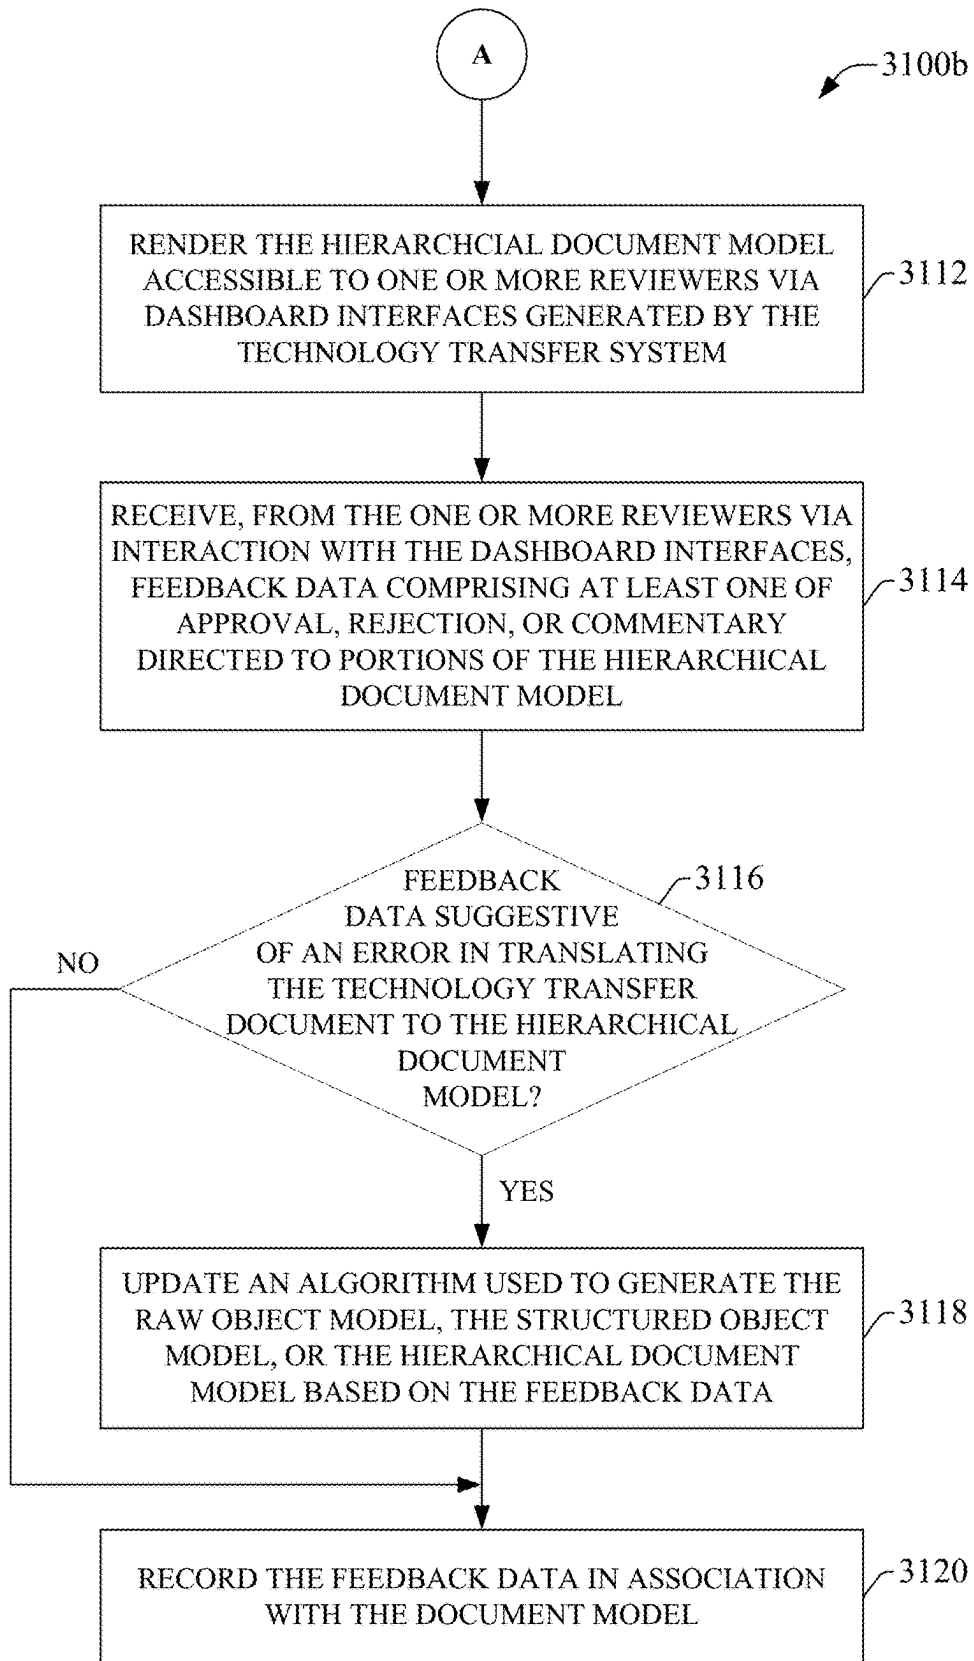 A
3100b
RENDER THE HIERARCHCIAL DOCUMENT MODEL
ACCESSIBLE TO ONE OR MORE REVIEWERS VIA
DASHBOARD INTERFACES GENERATED BY THE
TECHNOLOGY TRANSFER SYSTEM
3112
RECEIVE, FROM THE ONE OR MORE REVIEWERS VIA
INTERACTION WITH THE DASHBOARD INTERFACES,
FEEDBACK DATA COMPRISING AT LEAST ONE OF
APPROVAL, REJECTION, OR COMMENTARY
DIRECTED TO PORTIONS OF THE HIERARCHICAL
DOCUMENT MODEL
3114
FEEDBACK
DATA SUGGESTIVE
OF AN ERROR IN TRANSLATING
THE TECHNOLOGY TRANSFER
DOCUMENT TO THE HIERARCHICAL
DOCUMENT
MODEL?
3116
NO
YES
UPDATE AN ALGORITHM USED TO GENERATE THE
RAW OBJECT MODEL, THE STRUCTURED OBJECT
MODEL, OR THE HIERARCHICAL DOCUMENT
MODEL BASED ON THE FEEDBACK DATA
3118
RECORD THE FEEDBACK DATA IN ASSOCIATION
WITH THE DOCUMENT MODEL
3120